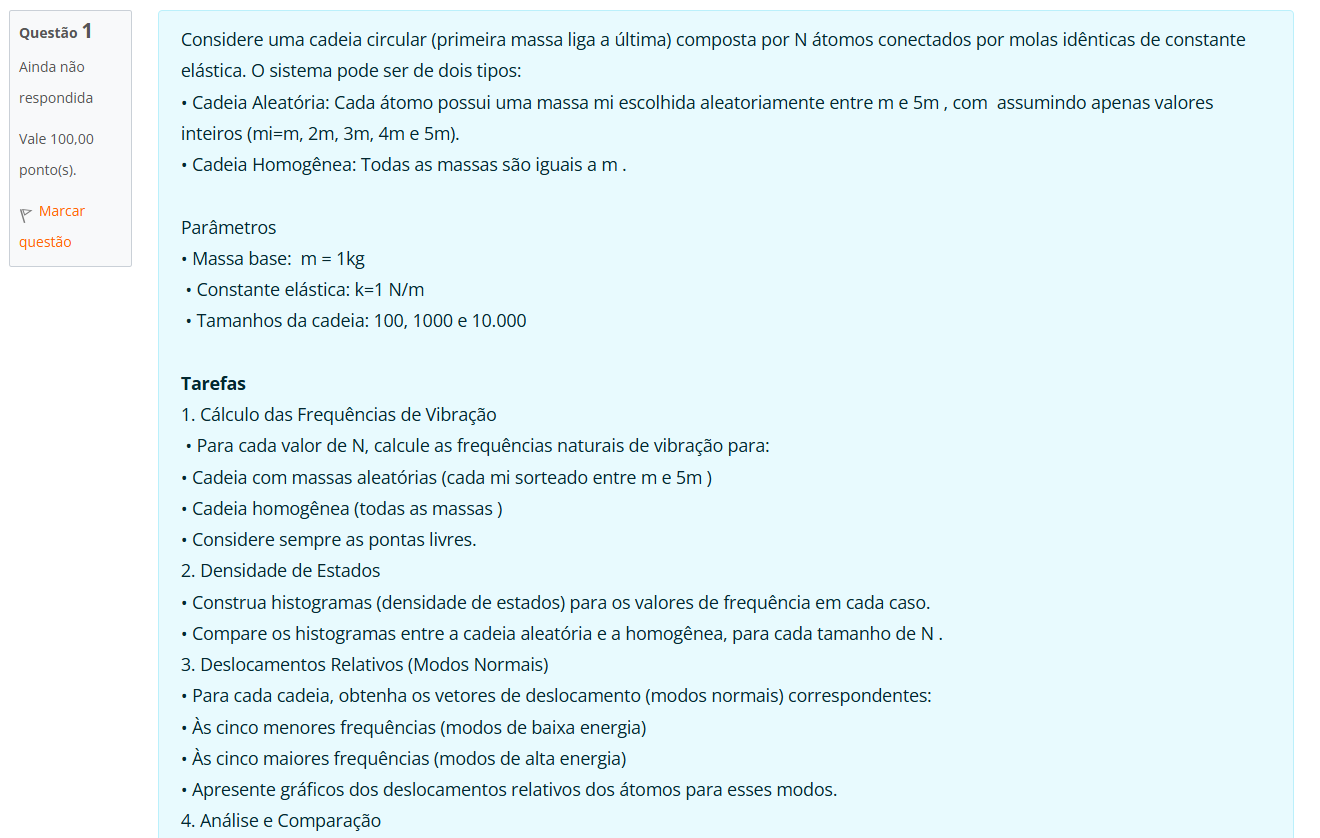 Questão 1
Ainda não
respondida
Vale 100,00
ponto(s).
Marcar
questão
Considere uma cadeia circular (primeira massa liga a última) composta por N átomos conectados por molas idênticas de constante
elástica. O sistema pode ser de dois tipos:
• Cadeia Aleatória: Cada átomo possui uma massa mi escolhida aleatoriamente entre m e 5m , com  assumindo apenas valores
inteiros (mi=m, 2m, 3m, 4m e 5m).
• Cadeia Homogênea: Todas as massas são iguais a m .
Parâmetros
• Massa base:  m = 1kg
• Constante elástica: k=1 N/m
• Tamanhos da cadeia: 100, 1000 e 10.000
Tarefas
1. Cálculo das Frequências de Vibração
• Para cada valor de N, calcule as frequências naturais de vibração para:
• Cadeia com massas aleatórias (cada mi sorteado entre m e 5m )
• Cadeia homogênea (todas as massas )
• Considere sempre as pontas livres.
2. Densidade de Estados
• Construa histogramas (densidade de estados) para os valores de frequência em cada caso.
• Compare os histogramas entre a cadeia aleatória e a homogênea, para cada tamanho de N .
3. Deslocamentos Relativos (Modos Normais)
• Para cada cadeia, obtenha os vetores de deslocamento (modos normais) correspondentes:
• Às cinco menores frequências (modos de baixa energia)
• Às cinco maiores frequências (modos de alta energia)
• Apresente gráficos dos deslocamentos relativos dos átomos para esses modos.
4. Análise e Comparação